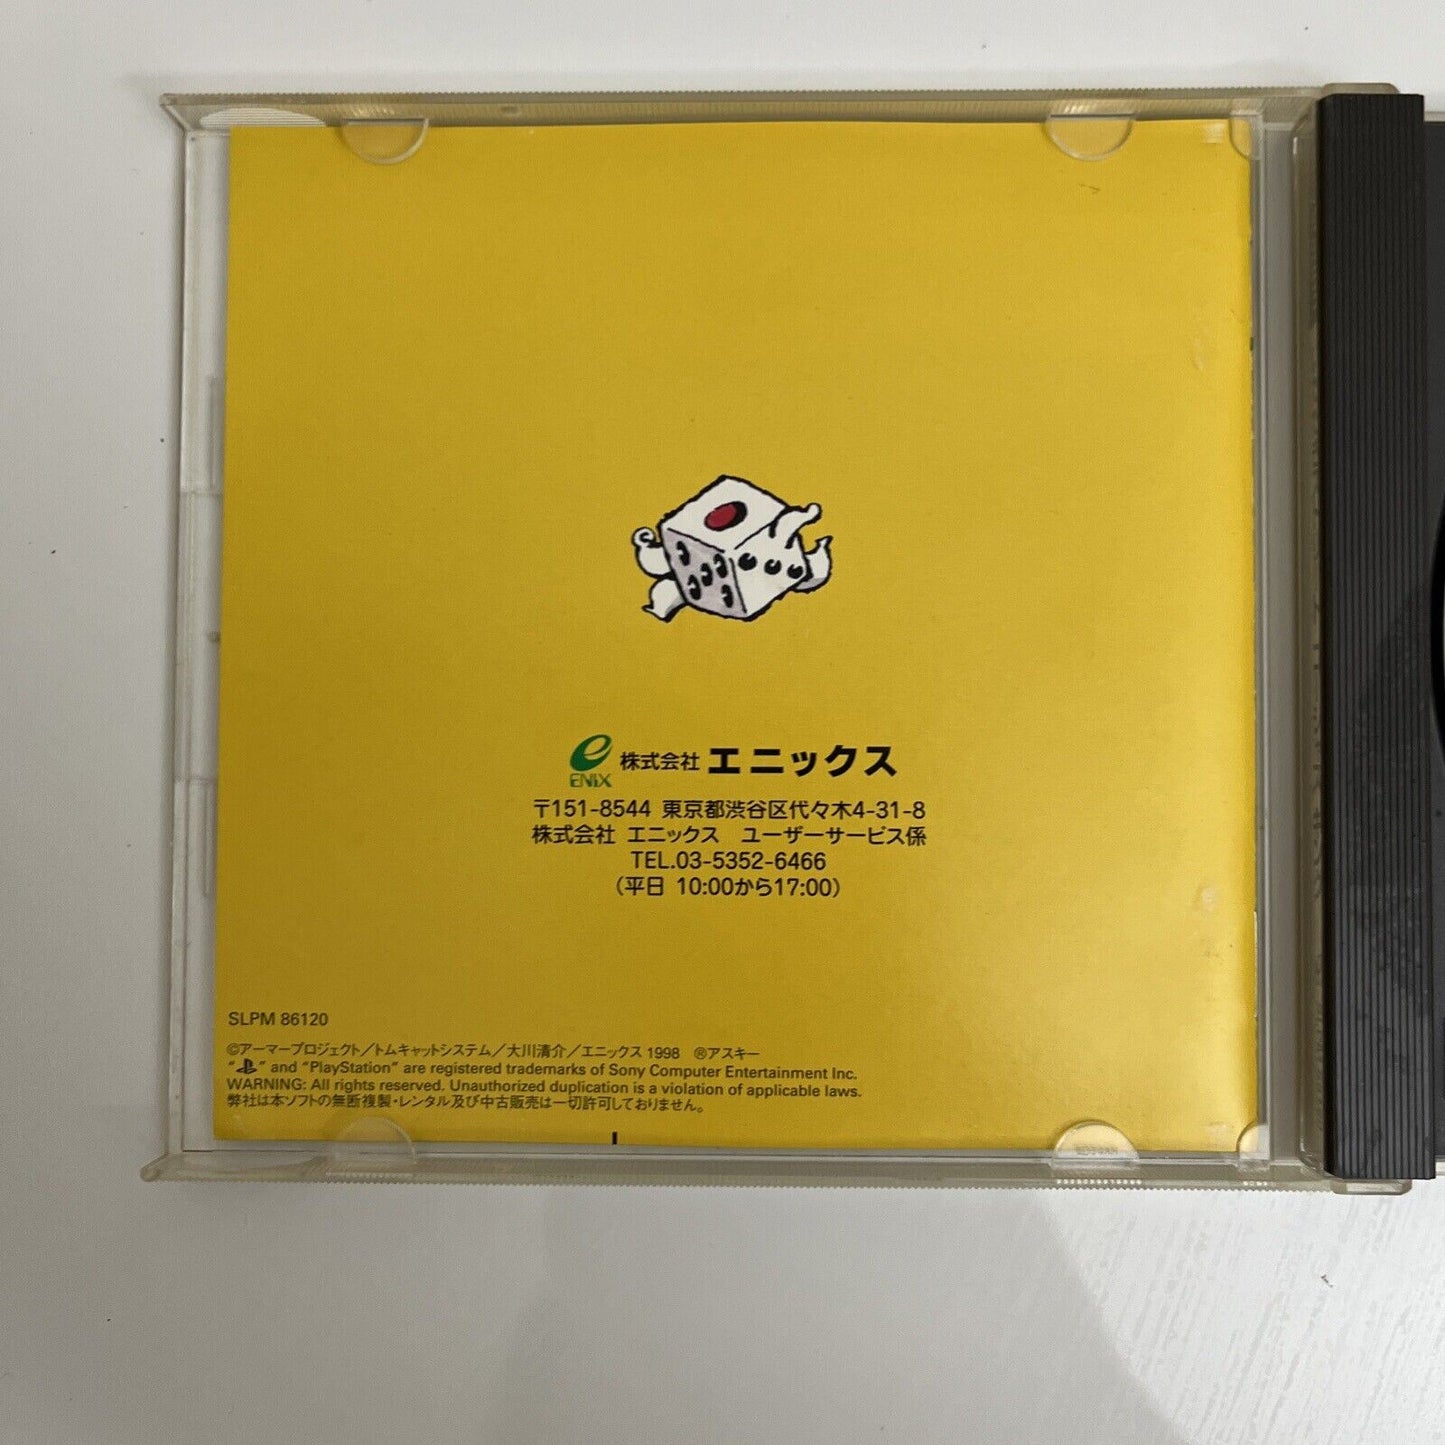 ENIX 株式会社 エニックス
〒151-8544 東京都渋谷区代々木4-31-8
株式会社 エニックス　ユーザーサービス係
TEL.03-5352-6466
(平日 10:00から17:00)
SLPM 86120
©アーマープロジェクト／トムキャットシステム／大川清介／エニックス 1998　Ⓡアスキー
“ ” and “PlayStation” are registered trademarks of Sony Computer Entertainment Inc.
WARNING: All rights reserved. Unauthorized duplication is a violation of applicable laws.
弊社は本ソフトの無断複製・レンタル及び中古販売は一切許可しておりません。